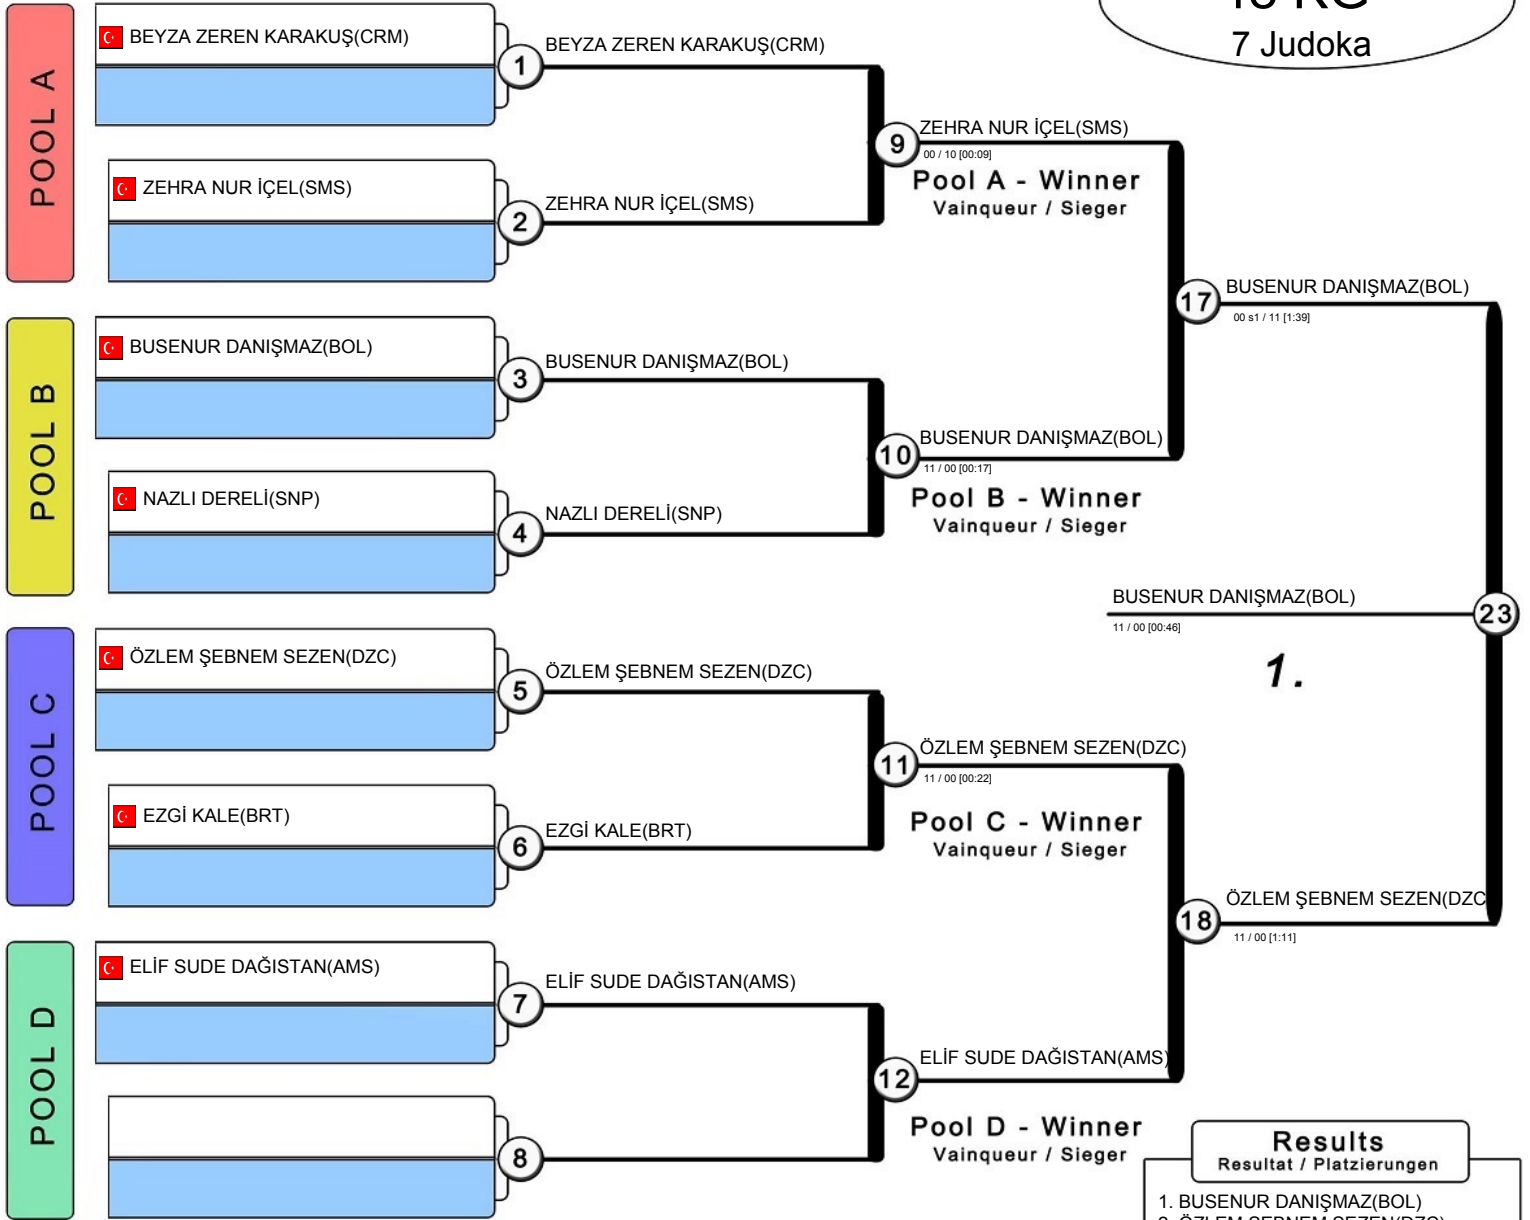 KG
7 Judoka
POOL A
BEYZA ZEREN KARAKUŞ(CRM)
1
BEYZA ZEREN KARAKUŞ(CRM)
ZEHRA NUR İÇEL(SMS)
2
ZEHRA NUR İÇEL(SMS)
9
ZEHRA NUR İÇEL(SMS)
00 / 10 [00:09]
Pool A - Winner
Vainqueur / Sieger
POOL B
BUSENUR DANIŞMAZ(BOL)
3
BUSENUR DANIŞMAZ(BOL)
NAZLI DERELİ(SNP)
4
NAZLI DERELİ(SNP)
10
BUSENUR DANIŞMAZ(BOL)
11 / 00 [00:17]
Pool B - Winner
Vainqueur / Sieger
17
BUSENUR DANIŞMAZ(BOL)
00 s1 / 11 [1:39]
BUSENUR DANIŞMAZ(BOL)
23
11 / 00 [00:46]
1.
POOL C
ÖZLEM ŞEBNEM SEZEN(DZC)
5
ÖZLEM ŞEBNEM SEZEN(DZC)
EZGİ KALE(BRT)
6
EZGİ KALE(BRT)
11
ÖZLEM ŞEBNEM SEZEN(DZC)
11 / 00 [00:22]
Pool C - Winner
Vainqueur / Sieger
18
ÖZLEM ŞEBNEM SEZEN(DZC
11 / 00 [1:11]
POOL D
ELİF SUDE DAĞISTAN(AMS)
7
ELİF SUDE DAĞISTAN(AMS)
8
12
ELİF SUDE DAĞISTAN(AMS)
Pool D - Winner
Vainqueur / Sieger
Results
Resultat / Platzierungen
1. BUSENUR DANIŞMAZ(BOL)
2. ÖZLEM ŞEBNEM SEZEN(DZC)